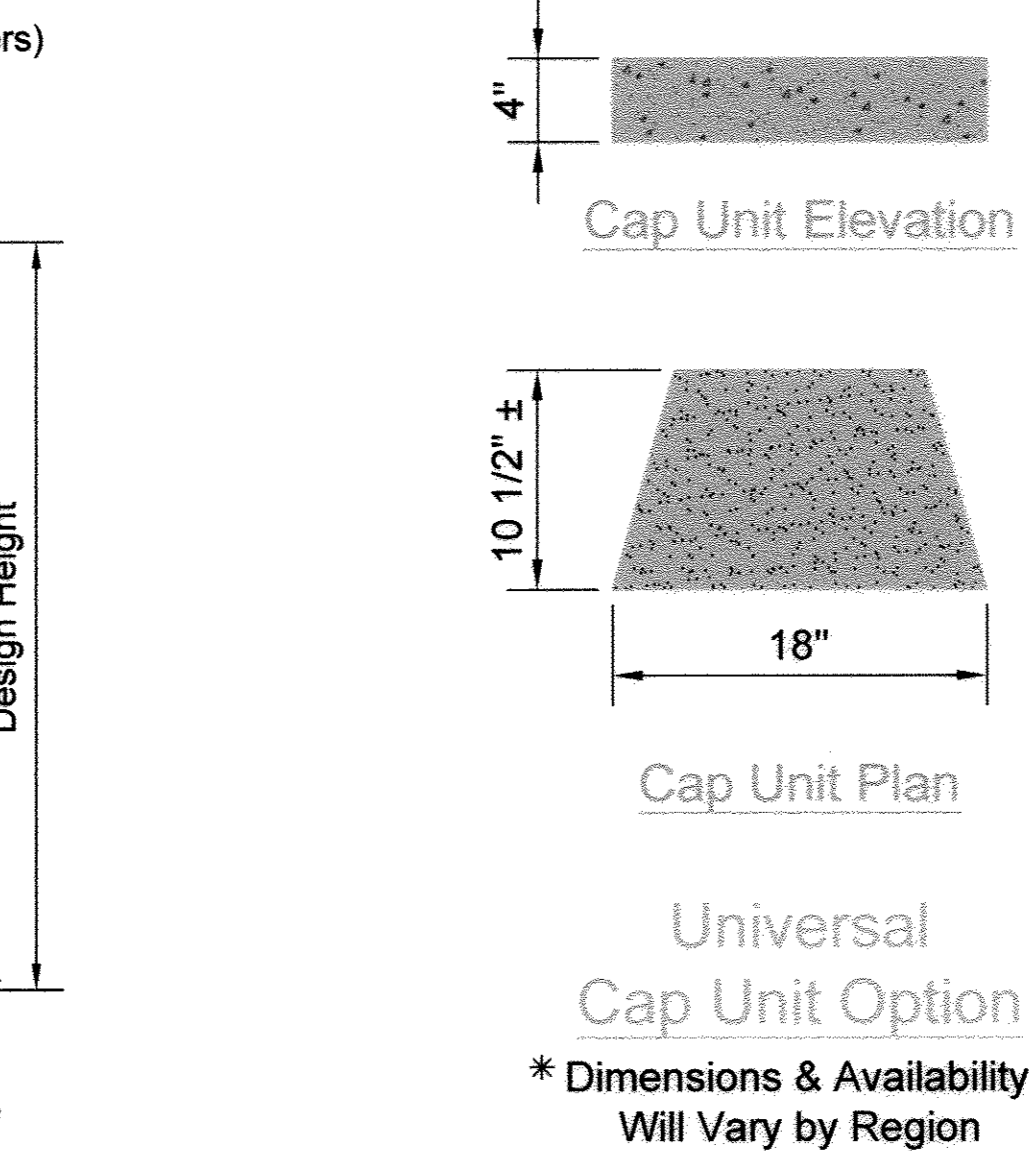 ers)
4"
Cap Unit Elevation
Design Height
10 1/2" ±
18"
Cap Unit Plan
Universal
Cap Unit Option
* Dimensions & Availability
Will Vary by Region